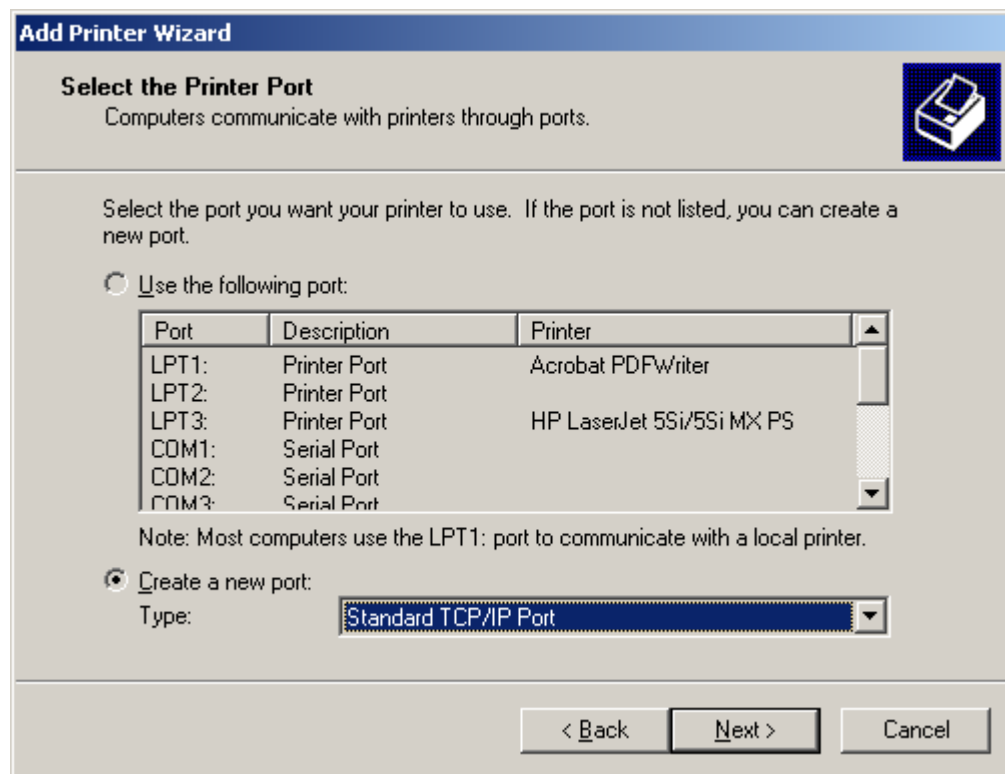 Add Printer Wizard
Select the Printer Port
Computers communicate with printers through ports.
Select the port you want your printer to use.  If the port is not listed, you can create a
new port.
Use the following port:
Port Description Printer
LPT1: Printer Port Acrobat PDFWriter
LPT2: Printer Port
LPT3: Printer Port HP LaserJet 5Si/5Si MX PS
COM1: Serial Port
COM2: Serial Port
COM3: Serial Port
Note: Most computers use the LPT1: port to communicate with a local printer.
Create a new port:
Type: Standard TCP/IP Port
< Back Next > Cancel